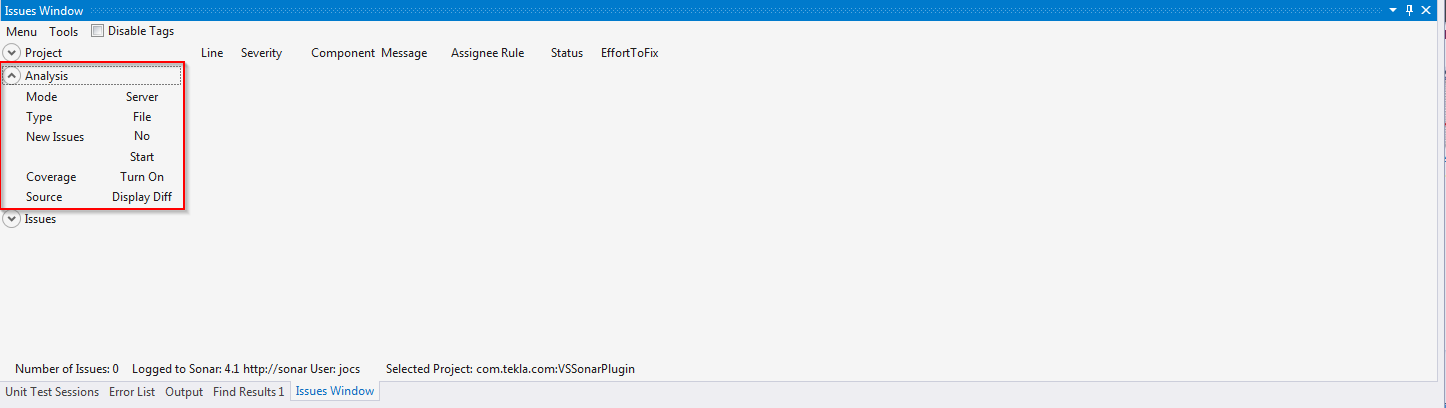 Issues Window
Menu Tools Disable Tags
Project Line Severity Component Message Assignee Rule Status EffortToFix
Analysis
Mode Server
Type File
New Issues No
Start
Coverage Turn On
Source Display Diff
Issues
Number of Issues: 0 Logged to Sonar: 4.1 http://sonar User: jocs Selected Project: com.tekla.com:VSSonarPlugin
Unit Test Sessions Error List Output Find Results 1 Issues Window